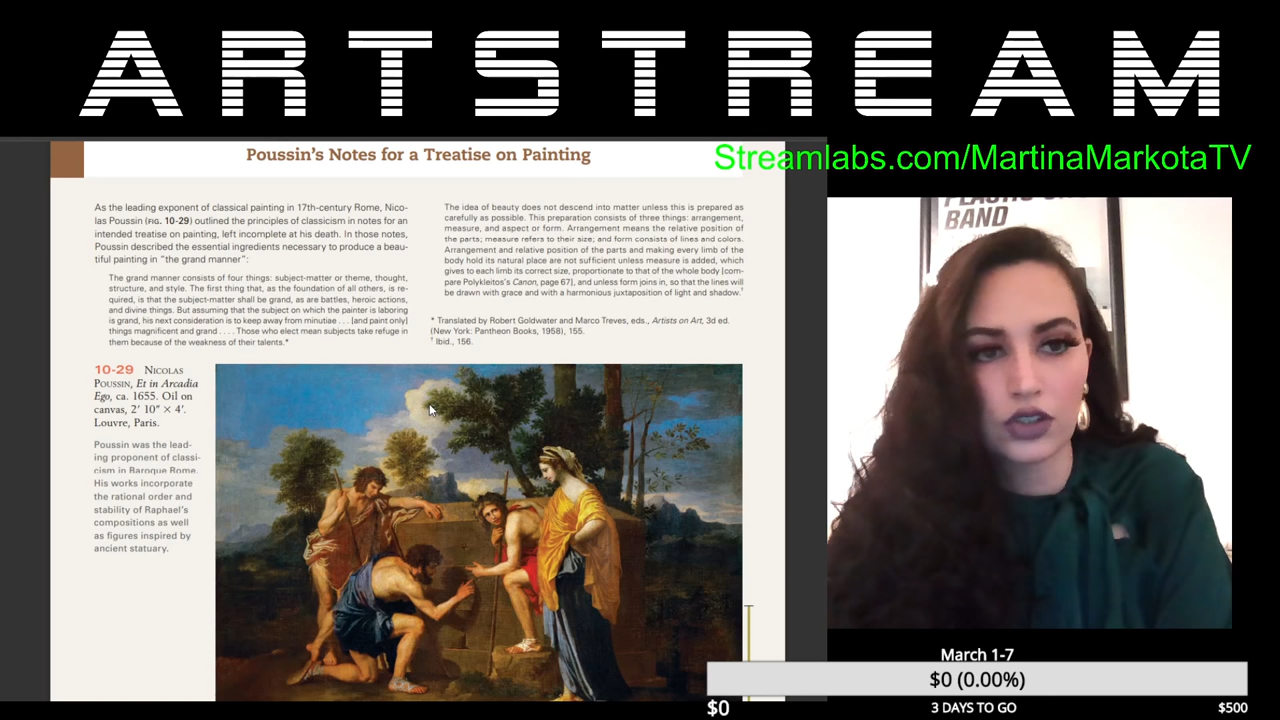 ARTSTREAM
Poussin's Notes for a Treatise on Painting
Streamlabs.com/MartinaMarkotaTV
As the leading exponent of classical painting in 17th-century Rome, Nico-
las Poussin (FIG. 10-29) outlined the principles of classicism in notes for an
intended treatise on painting, left incomplete at his death. In those notes,
Poussin described the essential ingredients necessary to produce a beau-
tiful painting in “the grand manner”:
The grand manner consists of four things: subject-matter or theme, thought,
structure, and style. The first thing that, as the foundation of all others, is re-
quired, is that the subject-matter shall be grand, as are battles, heroic actions,
and divine things. But assuming that the subject on which the painter is laboring
is grand, his next consideration is to keep away from minutiae . . . [and paint only]
things magnificent and grand . . . . Those who elect mean subjects take refuge in
them because of the weakness of their talents.*
The idea of beauty does not descend into matter unless this is prepared as
carefully as possible. This preparation consists of three things: arrangement,
measure, and aspect or form. Arrangement means the relative position of
the parts; measure refers to their size; and form consists of lines and colors.
Arrangement and relative position of the parts and making every limb of the
body hold its natural place are not sufficient unless measure is added, which
gives to each limb its correct size, proportionate to that of the whole body [com-
pare Polykleitos's Canon, page 67], and unless form joins in, so that the lines will
be drawn with grace and with a harmonious juxtaposition of light and shadow.†
* Translated by Robert Goldwater and Marco Treves, eds., Artists on Art, 3d ed.
(New York: Pantheon Books, 1958), 155.
† Ibid., 156.
10-29 NICOLAS
POUSSIN, Et in Arcadia
Ego, ca. 1655. Oil on
canvas, 2' 10" × 4'.
Louvre, Paris.
Poussin was the lead-
ing proponent of classi-
cism in Baroque Rome.
His works incorporate
the rational order and
stability of Raphael's
compositions as well
as figures inspired by
ancient statuary.
BAND
March 1-7
$0 (0.00%)
$0
3 DAYS TO GO
$500